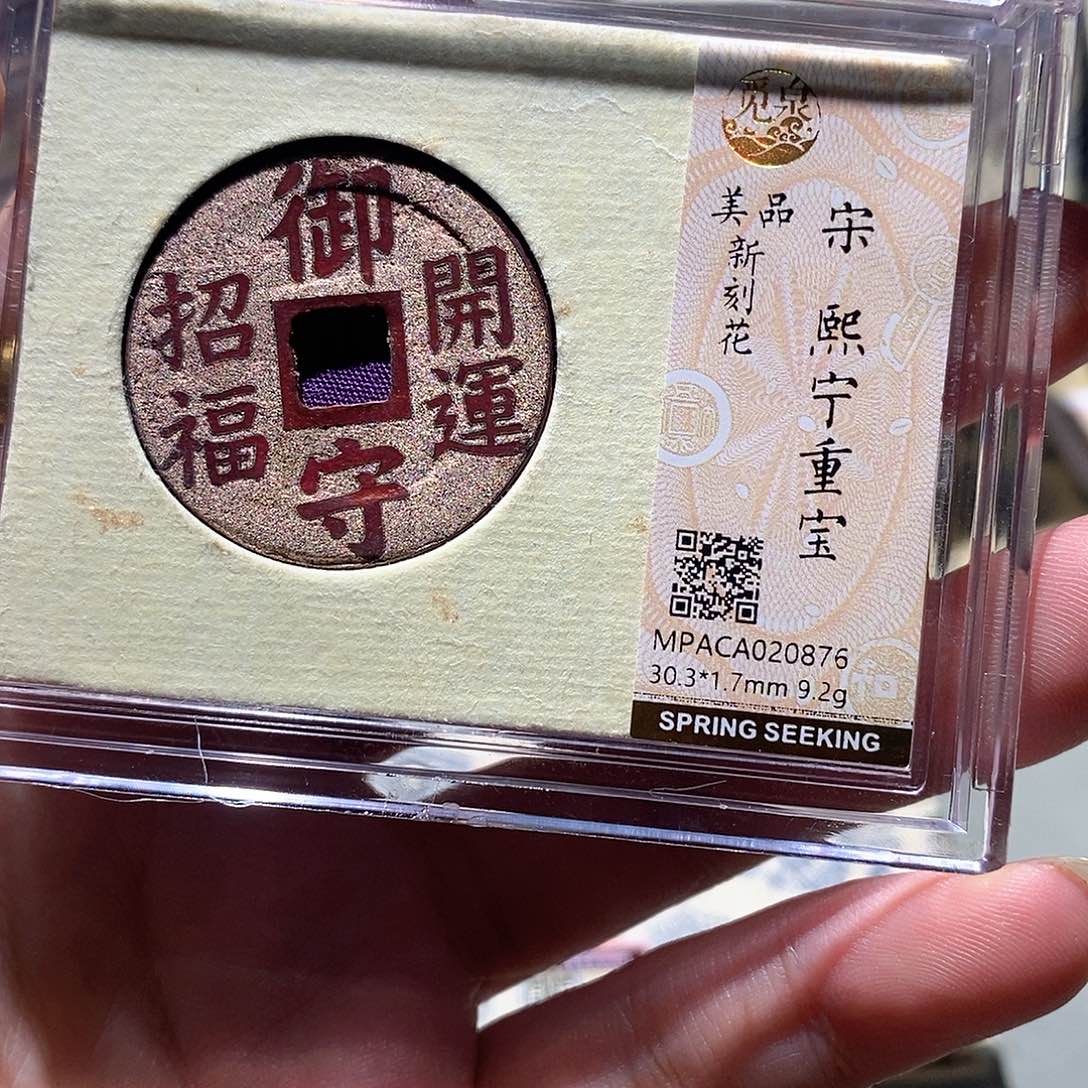 御
開運
招福
守
觅泉
宋 熙宁重宝
美品
新刻花
MPACA020876
30.3*1.7mm 9.2g
SPRING SEEKING